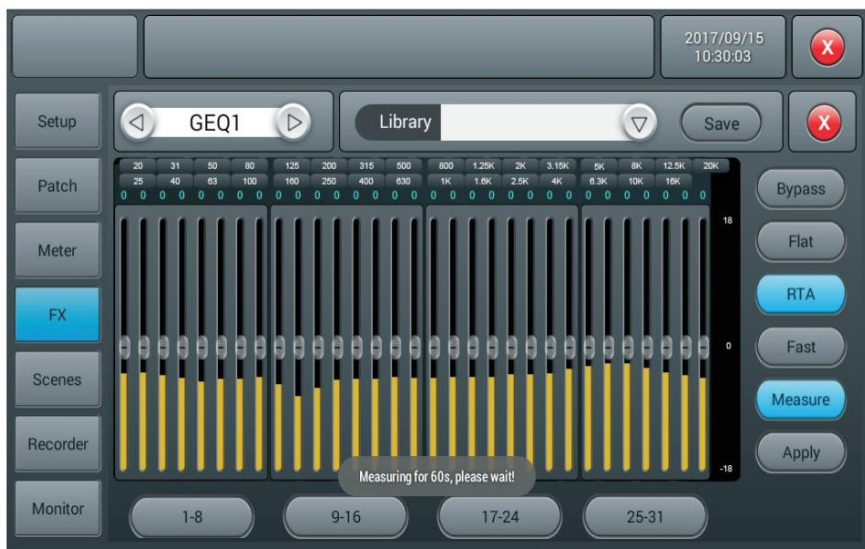 2017/09/15
10:30:03
X
Setup
GEQ1
Library
Save
X
20 31 50 80 125 200 315 500 800 1.25K 2K 3.15K 5K 8K 12.5K 20K
25 40 63 100 160 250 400 630 1K 1.6K 2.5K 4K 6.3K 10K 16K
0 0 0 0 0 0 0 0 0 0 0 0 0 0 0 0 0 0 0 0 0 0 0 0 0 0 0 0 0 0 0
Patch
Bypass
18
Meter
Flat
RTA
FX
0
Fast
Scenes
Measure
Recorder
Apply
-18
Measuring for 60s, please wait!
Monitor
1-8
9-16
17-24
25-31